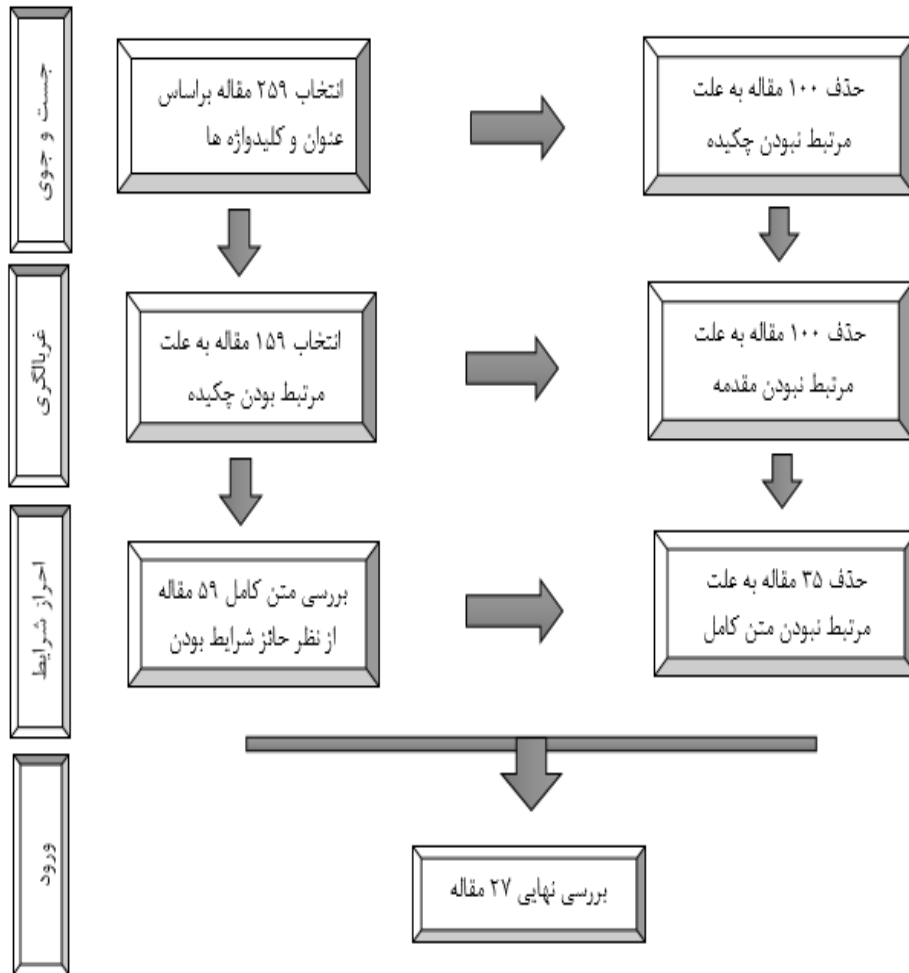 جست و جوی
انتخاب ۲۵۹ مقاله براساس
عنوان و کلیدواژه ها
حذف ۱۰۰ مقاله به علت
مرتبط نبودن چکیده
غربالگری
انتخاب ۱۵۹ مقاله به علت
مرتبط بودن چکیده
حذف ۱۰۰ مقاله به علت
مرتبط نبودن مقدمه
احراز شرایط
بررسی متن کامل ۵۹ مقاله
از نظر حائز شرایط بودن
حذف ۳۵ مقاله به علت
مرتبط نبودن متن کامل
ورود
بررسی نهایی ۲۷ مقاله